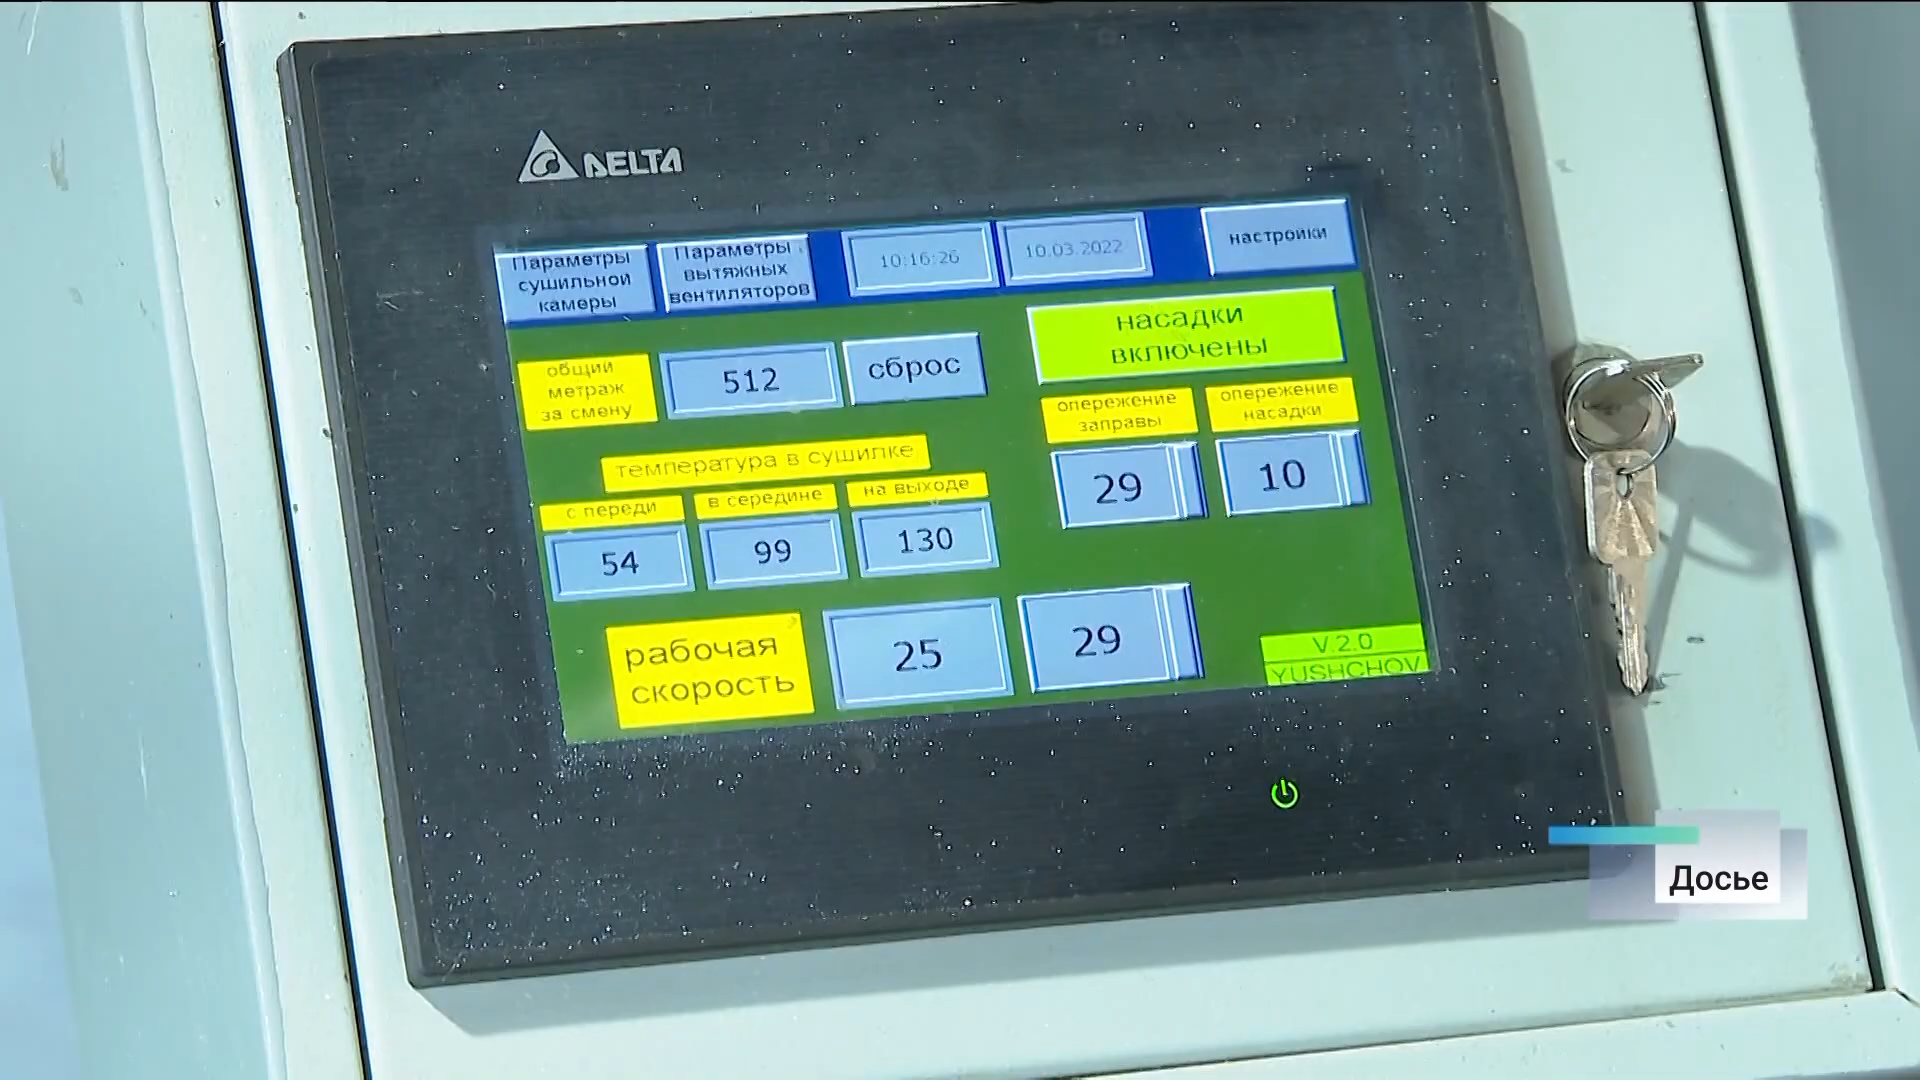 DELTA
Параметры
сушильной
камеры
Параметры
вытяжных
вентиляторов
10:16:26
10.03.2022
настройки
общий
метраж
за смену
512
сброс
насадки
включены
опережение
заправы
опережение
насадки
29
10
температура в сушилке
с переди
в середине
на выходе
54
99
130
рабочая
скорость
25
29
V.2.0
YUSHCHOV
Досье